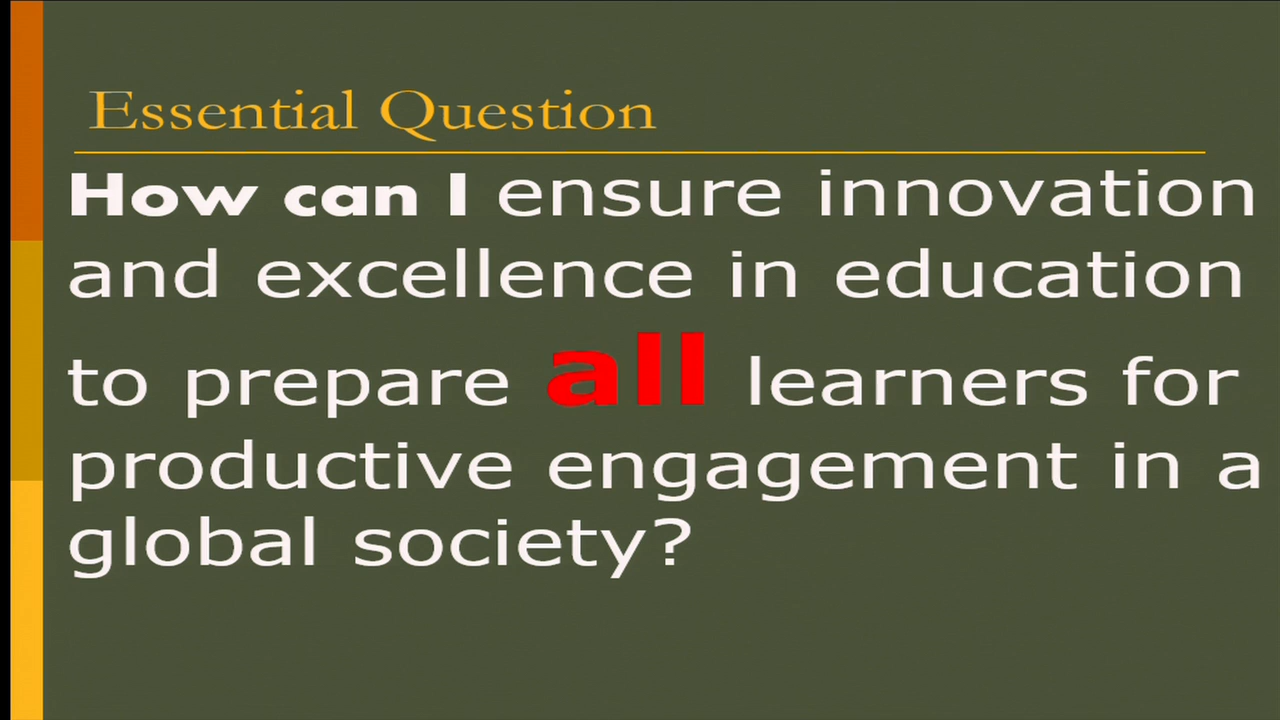 Essential Question
How can I ensure innovation
and excellence in education
to prepare all learners for
productive engagement in a
global society?